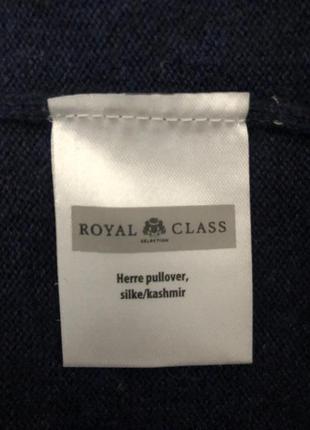 ROYAL CLASS
SELECTION
Herre pullover,
silke/kashmir